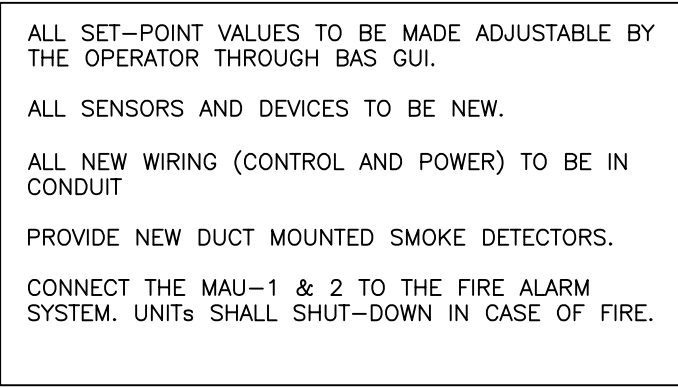 ALL SET-POINT VALUES TO BE MADE ADJUSTABLE BY
THE OPERATOR THROUGH BAS GUI.
ALL SENSORS AND DEVICES TO BE NEW.
ALL NEW WIRING (CONTROL AND POWER) TO BE IN
CONDUIT
PROVIDE NEW DUCT MOUNTED SMOKE DETECTORS.
CONNECT THE MAU-1 & 2 TO THE FIRE ALARM
SYSTEM. UNITs SHALL SHUT-DOWN IN CASE OF FIRE.